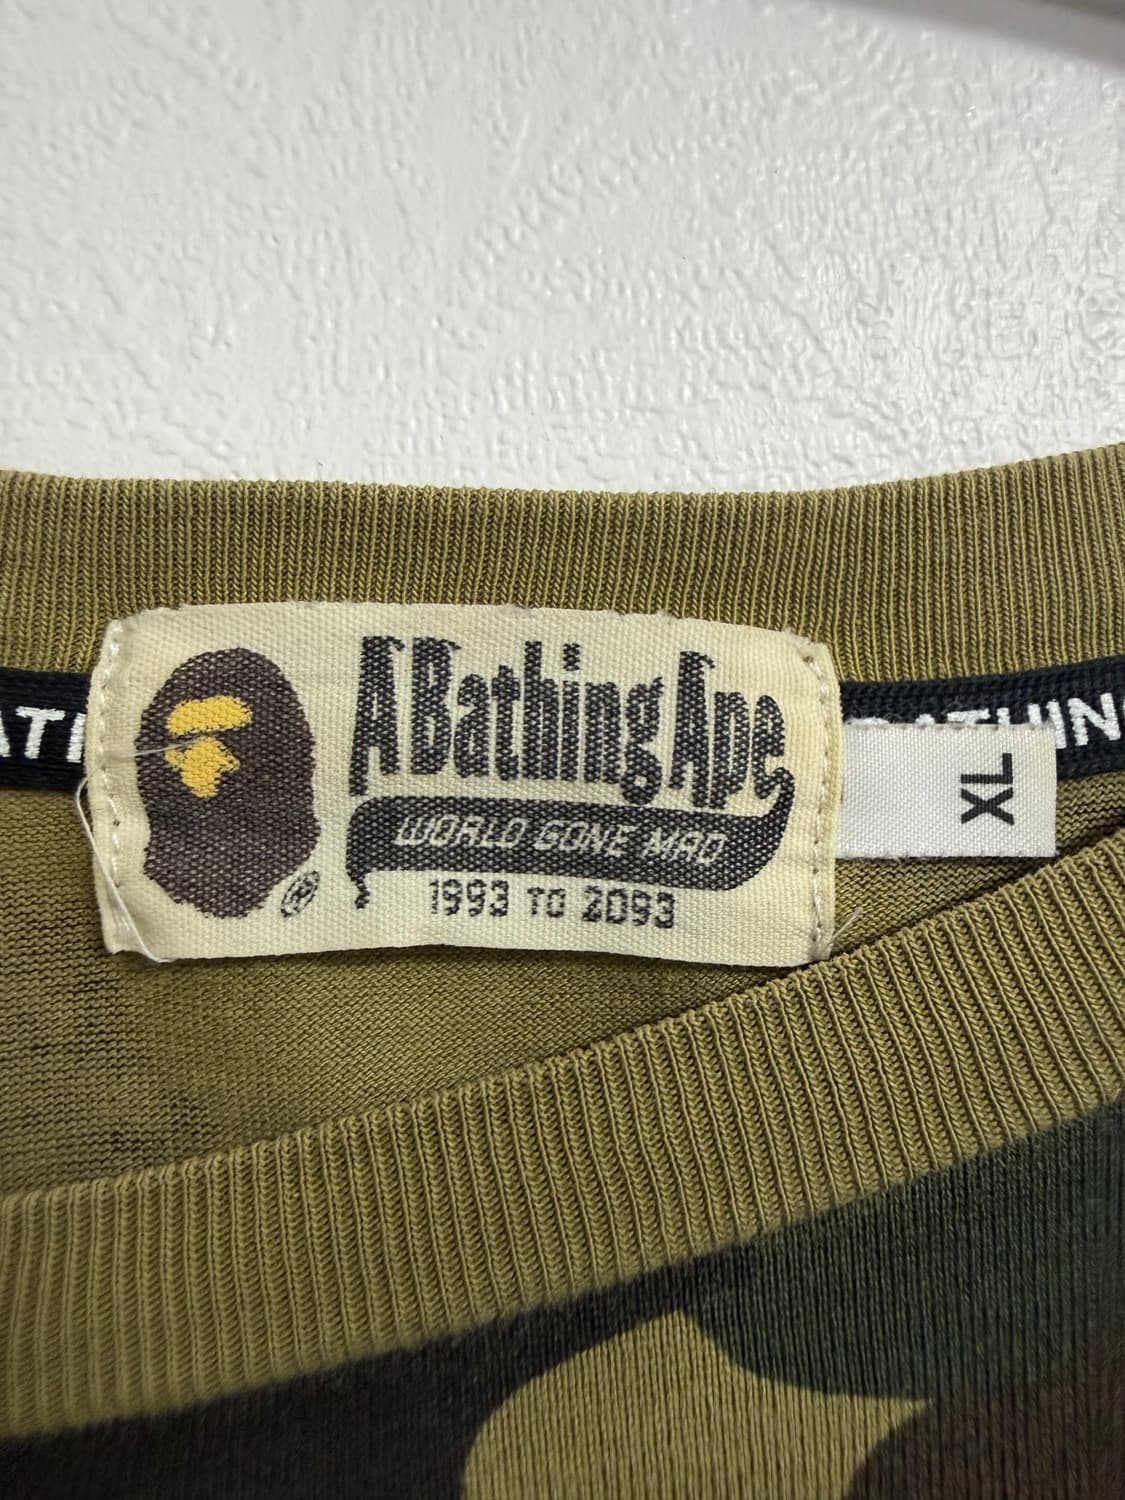 A Bathing Ape
WORLD GONE MAD
1993 TO 2093
®
XL